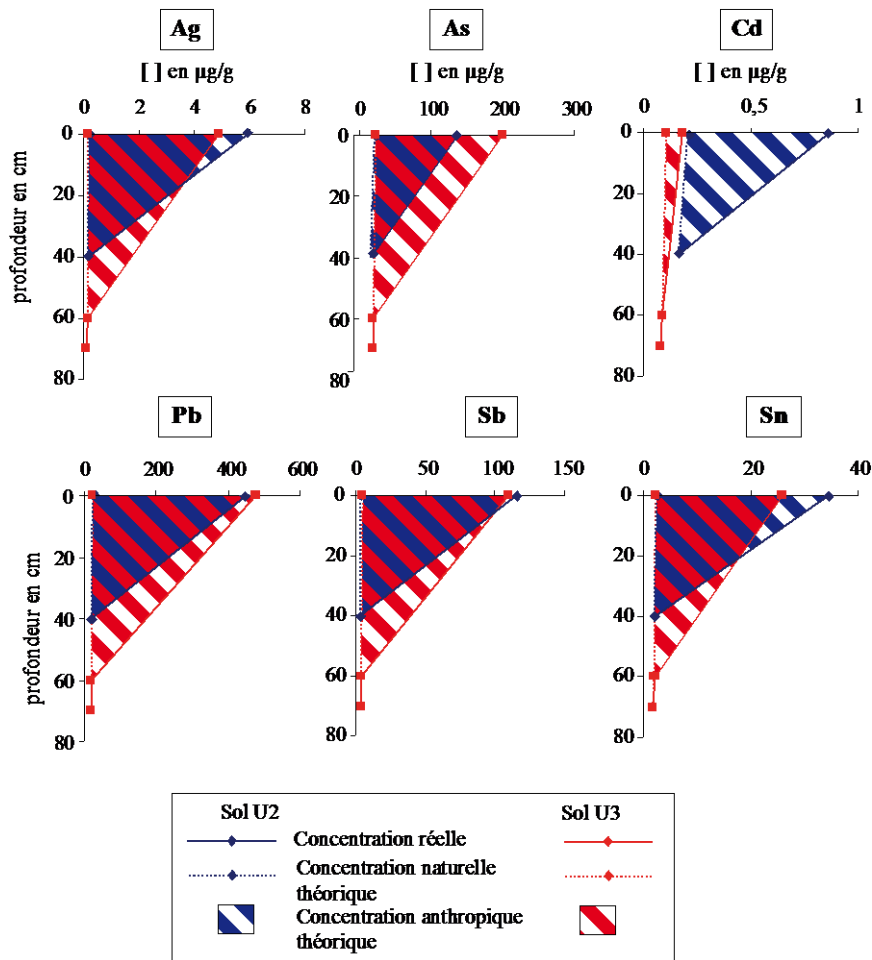 Ag
As
Cd
[ ] en µg/g
[ ] en µg/g
[ ] en µg/g
0 2 4 6 8
0 100 200 300
0 0,5 1
profondeur en cm
0
20
40
60
80
0
20
40
60
80
0
20
40
60
80
Pb
Sb
Sn
0 200 400 600
0 50 100 150
0 20 40
profondeur en cm
0
20
40
60
80
0
20
40
60
80
0
20
40
60
80
Sol U2
Sol U3
Concentration réelle
Concentration naturelle
théorique
Concentration anthropique
théorique